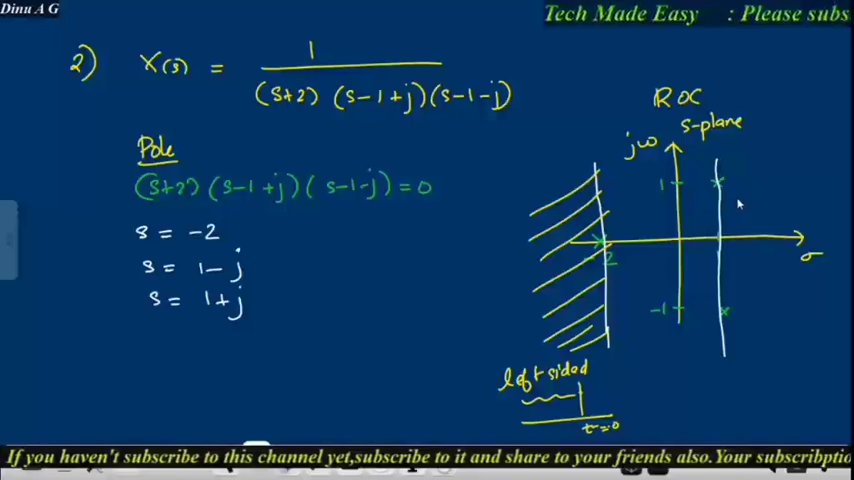 Dinu A G
Tech Made Easy : Please subs
2) X(s) = 1
(s+2) (s-1+j)(s-1-j)
ROC
s-plane
jω
Pole
(s+2) (s-1+j) (s-1-j) = 0
1
s = -2
σ
-2
s = 1-j
s = 1+j
-1
left sided
t=0
If you haven't subscribe to this channel yet,subscribe to it and share to your friends also.Your subscribptio